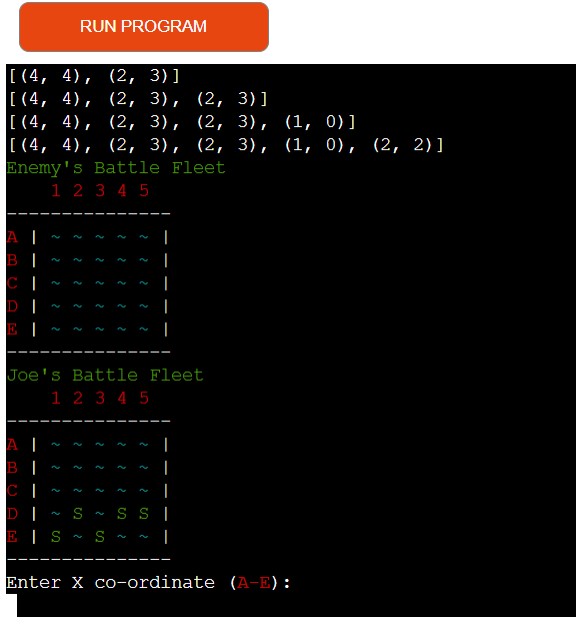 RUN PROGRAM
[(4, 4), (2, 3)]
[(4, 4), (2, 3), (2, 3)]
[(4, 4), (2, 3), (2, 3), (1, 0)]
[(4, 4), (2, 3), (2, 3), (1, 0), (2, 2)]
Enemy's Battle Fleet
    1 2 3 4 5
---------------
A | ~ ~ ~ ~ ~ |
B | ~ ~ ~ ~ ~ |
C | ~ ~ ~ ~ ~ |
D | ~ ~ ~ ~ ~ |
E | ~ ~ ~ ~ ~ |
---------------
Joe's Battle Fleet
    1 2 3 4 5
---------------
A | ~ ~ ~ ~ ~ |
B | ~ ~ ~ ~ ~ |
C | ~ ~ ~ ~ ~ |
D | ~ S ~ S S |
E | S ~ S ~ ~ |
---------------
Enter X co-ordinate (A-E):